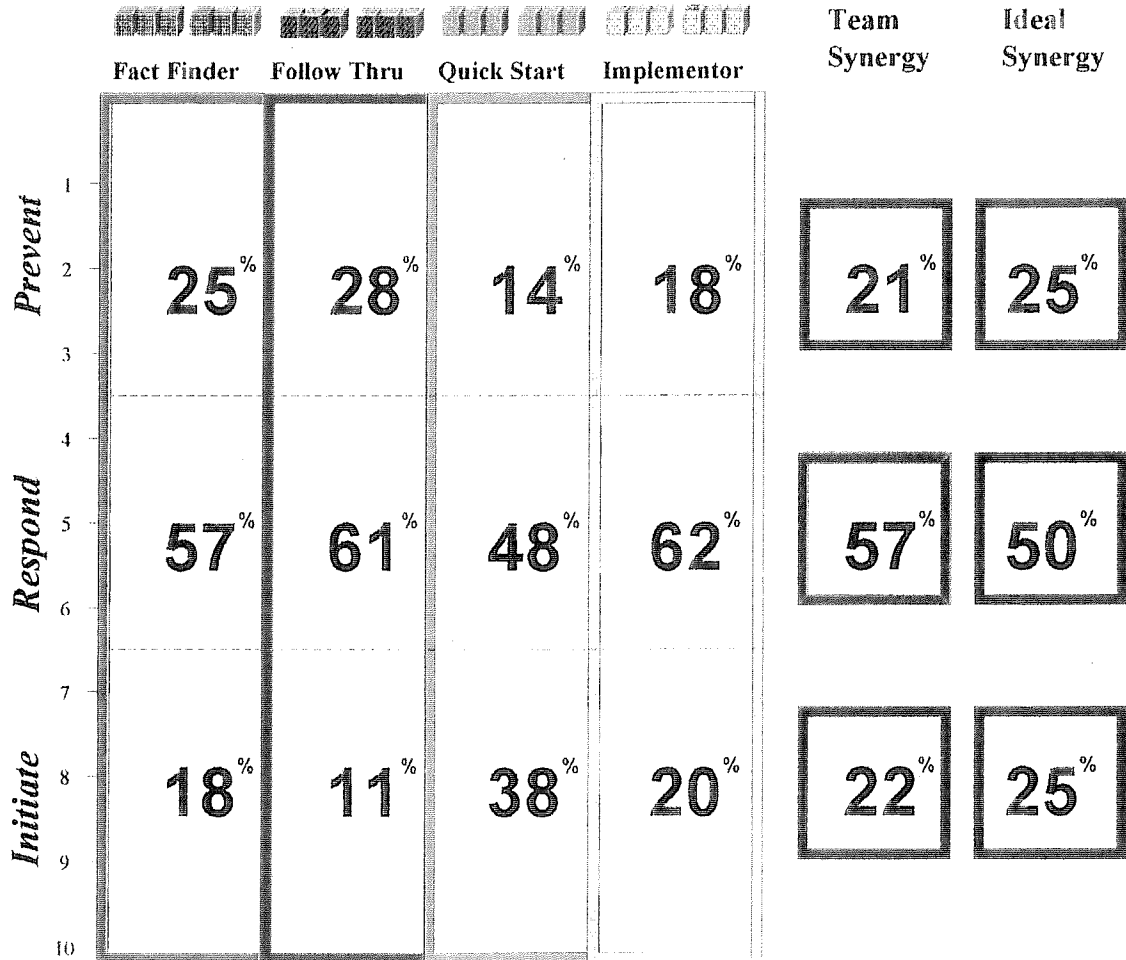 Team Ideal
Synergy Synergy
Fact Finder Follow Thru Quick Start Implementor
Prevent
1
2
3
25% 28% 14% 18% 21% 25%
Respond
4
5
6
57% 61% 48% 62% 57% 50%
Initiate
7
8
9
10
18% 11% 38% 20% 22% 25%